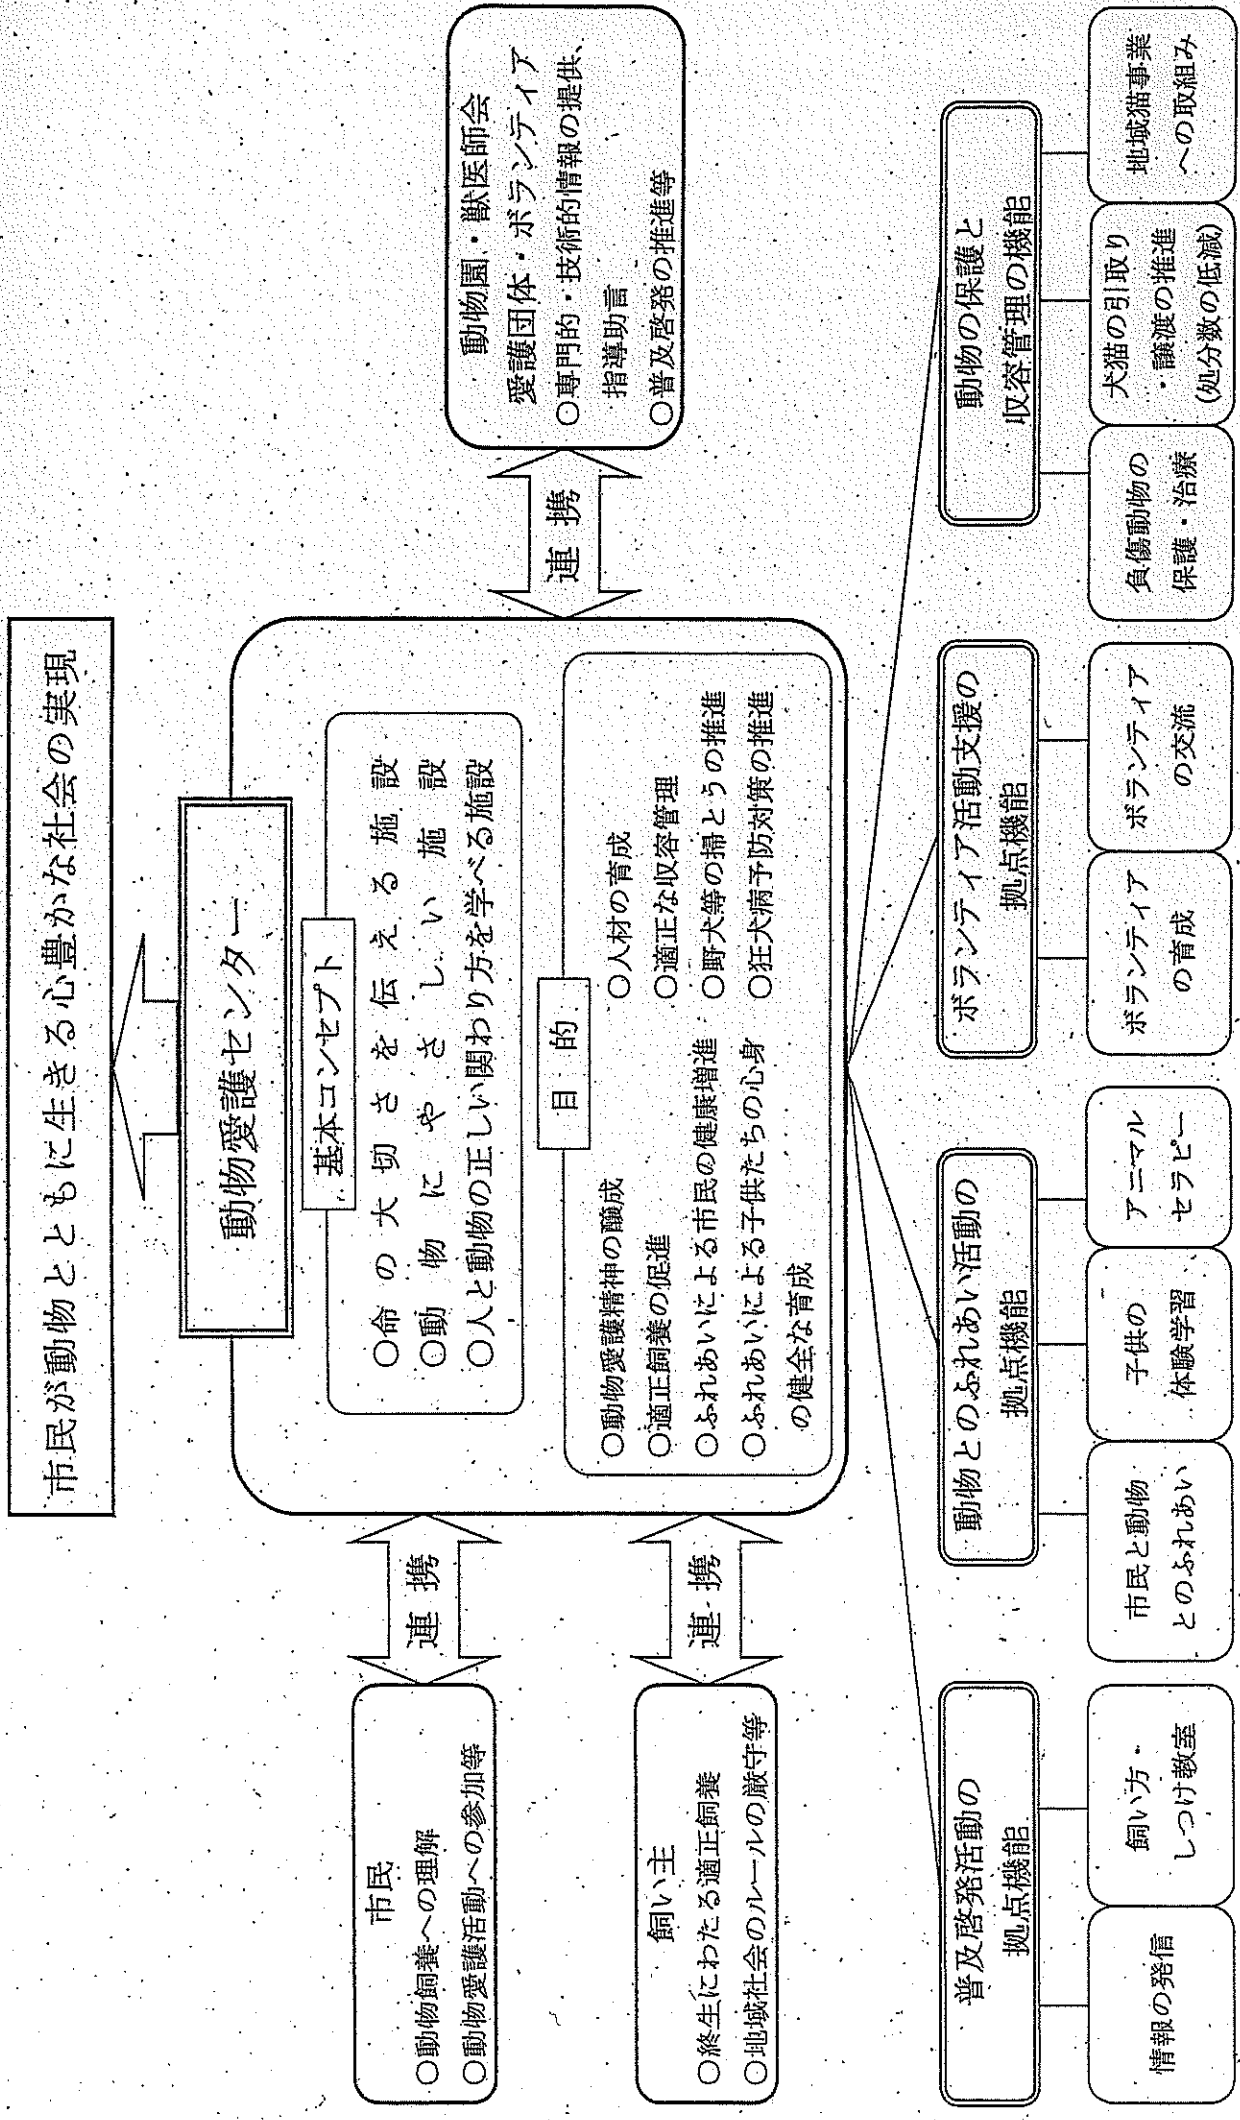 市民が動物とともに生きる心豊かな社会の実現
動物愛護センター
基本コンセプト
○命の大切さを伝える施設
○動物にやさしい施設
○人と動物の正しい関わり方を学べる施設
目的
○動物愛護精神の醸成
○適正飼養の促進
○ふれあいによる市民の健康増進
○ふれあいによる子供たちの心身
の健全な育成
○人材の育成
○適正な収容管理
○野犬等の掃とうの推進
○狂犬病予防対策の推進
市民
○動物飼養への理解
○動物愛護活動への参加等
連携
飼い主
○終生にわたる適正飼養
○地域社会のルールの厳守等
連携
連携
動物園・獣医師会
愛護団体・ボランティア
○専門的・技術的情報の提供、
指導助言
○普及啓発の推進等
普及啓発活動の
拠点機能
情報の発信
飼い方・
しつけ教室
動物とのふれあい活動の
拠点機能
市民と動物
とのふれあい
子供の
体験学習
アニマル
セラピー
ボランティア活動支援の
拠点機能
ボランティア
の育成
ボランティア
の交流
動物の保護と
収容管理の機能
負傷動物の
保護・治療
犬猫の引取り
・譲渡の推進
(処分数の低減)
地域猫事業
への取組み